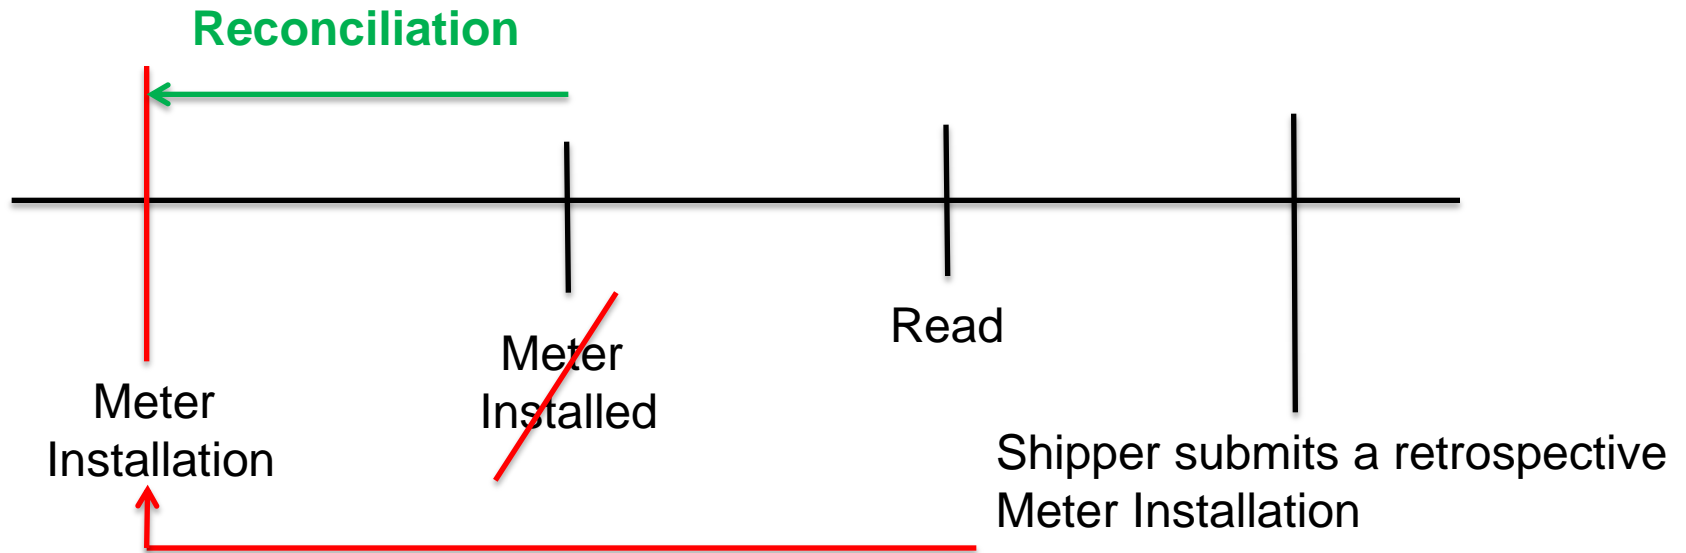 Reconciliation
Meter
Installation
Meter
Installed
Read
Shipper submits a retrospective
Meter Installation